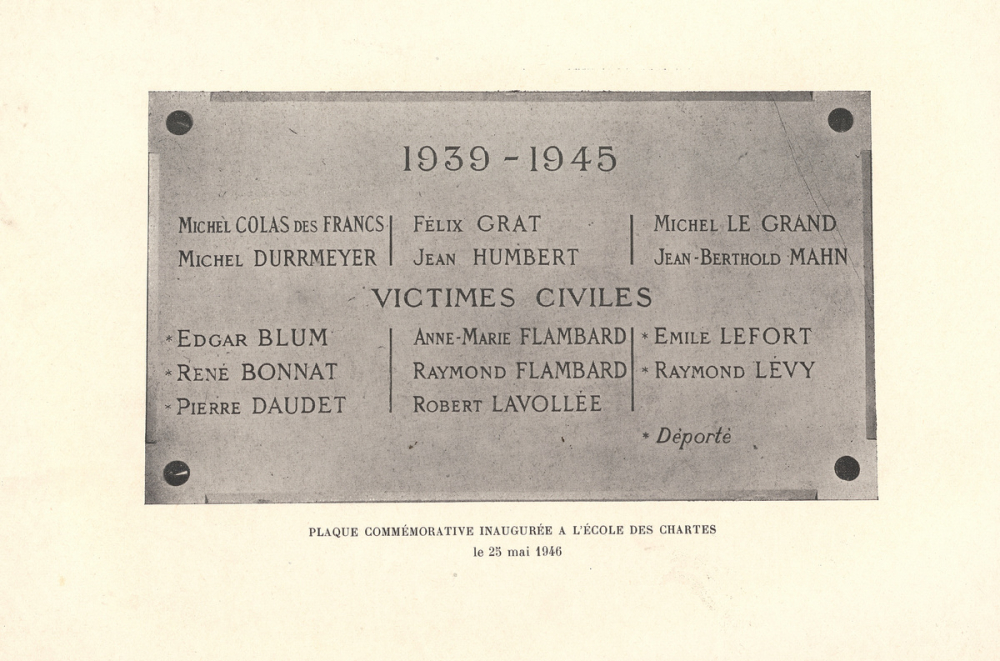 1939 - 1945
Michel COLAS DES FRANCS
Michel DURRMEYER
Félix GRAT
Jean HUMBERT
Michel LE GRAND
Jean-Berthold MAHN
VICTIMES CIVILES
* Edgar BLUM
* René BONNAT
* Pierre DAUDET
Anne-Marie FLAMBARD
Raymond FLAMBARD
Robert LAVOLLÉE
* Emile LEFORT
* Raymond LÉVY
* Déporté
PLAQUE COMMÉMORATIVE INAUGURÉE A L'ÉCOLE DES CHARTES
le 25 mai 1946